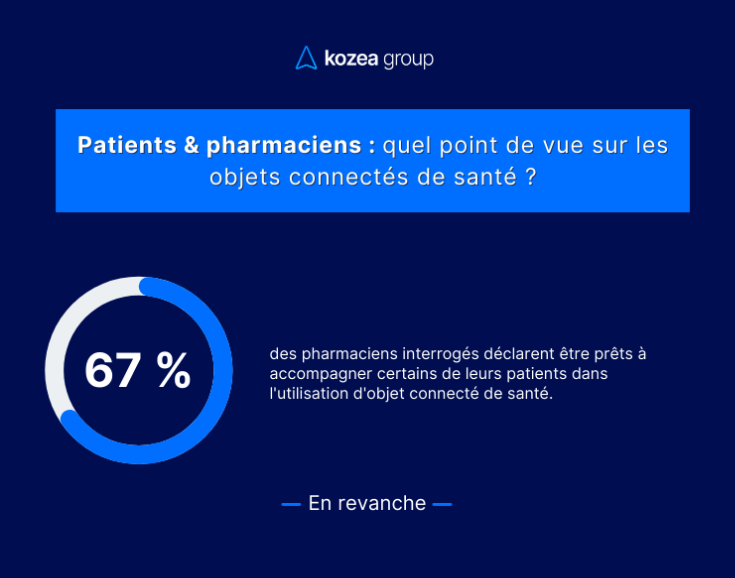 kozea group
Patients & pharmaciens : quel point de vue sur les
objets connectés de santé ?
67 %
des pharmaciens interrogés déclarent être prêts à
accompagner certains de leurs patients dans
l'utilisation d'objet connecté de santé.
En revanche